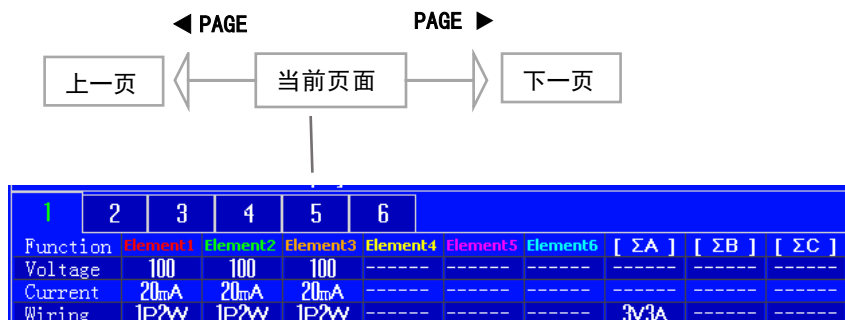 ◀ PAGE PAGE ▶
上一页 当前页面 下一页
1 2 3 4 5 6
Function Element1 Element2 Element3 Element4 Element5 Element6 [ ΣA ] [ ΣB ] [ ΣC ]
Voltage 100 100 100 ------ ------ ------ ------ ------ ------
Current 20mA 20mA 20mA ------ ------ ------ ------ ------ ------
Wiring 1P2W 1P2W 1P2W ------ ------ ------ 3V3A ------ ------